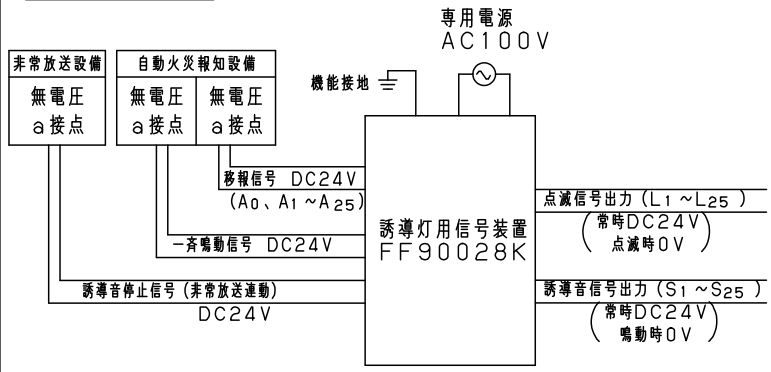 専用電源
AC100V
非常放送設備
自動火災報知設備
機能接地
無電圧
a接点
無電圧
a接点
無電圧
a接点
移報信号 DC24V
(A0、A1~A25)
一斉鳴動信号 DC24V
誘導音停止信号(非常放送連動)
DC24V
誘導灯用信号装置
FF90028K
点滅信号出力(L1~L25)
(常時DC24V
点滅時0V)
誘導音信号出力(S1~S25)
(常時DC24V
鳴動時0V)